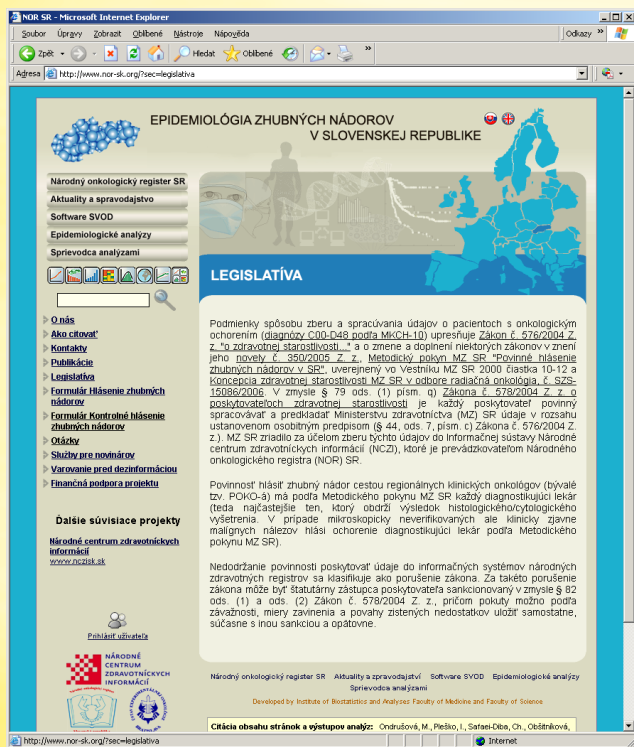 NOR SR - Microsoft Internet Explorer
Soubor Úpravy Zobrazit Oblíbené Nástroje Nápověda
Odkazy
Zpět Hledat Oblíbené
Adresa http://www.nor-sk.org/?sec=legislativa
EPIDEMIOLÓGIA ZHUBNÝCH NÁDOROV
V SLOVENSKEJ REPUBLIKE
Národný onkologický register SR
Aktuality a spravodajstvo
Software SVOD
Epidemiologické analýzy
Sprievodca analýzami
O nás
Ako citovať
Kontakty
Publikácie
Legislatíva
Formulár Hlásenie zhubných
nádorov
Formulár Kontrolné hlásenie
zhubných nádorov
Otázky
Služby pre novinárov
Varovanie pred dezinformáciou
Finančná podpora projektu
Ďalšie súvisiace projekty
Národné centrum zdravotníckych
informácií
www.nczisk.sk
Prihlásiť užívateľa
NÁRODNÉ
CENTRUM
ZDRAVOTNÍCKYCH
INFORMÁCIÍ
LEGISLATÍVA
Podmienky spôsobu zberu a spracúvania údajov o pacientoch s onkologickým
ochorením (diagnózy C00-D48 podľa MKCH-10) upresňuje Zákon č. 576/2004 Z.
z. "o zdravotnej starostlivosti..." a o zmene a doplnení niektorých zákonov v znení
jeho novely č. 350/2005 Z. z., Metodický pokyn MZ SR "Povinné hlásenie
zhubných nádorov v SR", uverejnený vo Vestníku MZ SR 2000 čiastka 10-12 a
Koncepcia zdravotnej starostlivosti MZ SR v odbore radiačná onkológia, č. SZS-
15086/2006. V zmysle § 79 ods. (1) písm. q) Zákona č. 578/2004 Z. z. o
poskytovateľoch zdravotnej starostlivosti je každý poskytovateľ povinný
spracovávať a predkladať Ministerstvu zdravotníctva (MZ) SR údaje v rozsahu
ustanovenom osobitným predpisom (§ 44, ods. 7, písm. c) Zákona č. 576/2004 Z.
z.). MZ SR zriadilo za účelom zberu týchto údajov do Informačnej sústavy Národné
centrum zdravotníckych informácií (NCZI), ktoré je prevádzkovateľom Národného
onkologického registra (NOR) SR.
Povinnosť hlásiť zhubný nádor cestou regionálnych klinických onkológov (bývalé
tzv. POKO-á) má podľa Metodického pokynu MZ SR každý diagnostikujúci lekár
(teda najčastejšie ten, ktorý obdrží výsledok histologického/cytologického
vyšetrenia. V prípade mikroskopicky neverifikovaných ale klinicky zjavne
malígnych nálezov hlási ochorenie diagnostikujúci lekár podľa Metodického
pokynu MZ SR).
Nedodržanie povinnosti poskytovať údaje do informačných systémov národných
zdravotných registrov sa klasifikuje ako porušenie zákona. Za takéto porušenie
zákona môže byť štatutárny zástupca poskytovateľa sankcionovaný v zmysle § 82
ods. (1) a ods. (2) Zákon č. 578/2004 Z. z., pričom pokuty možno podľa
závažnosti, miery zavinenia a povahy zistených nedostatkov uložiť samostatne,
súčasne s inou sankciou a opätovne.
Národný onkologický register SR Aktuality a zpravodajství Software SVOD Epidemiologické analýzy
Sprievodca analýzami
Developed by Institute of Biostatistics and Analyses Faculty of Medicine and Faculty of Science
Citácia obsahu stránok a výstupov analýz: Ondrušová, M., Pleško, I., Safaei-Diba, Ch., Obšitníková,
http://www.nor-sk.org/?sec=legislativa
Internet